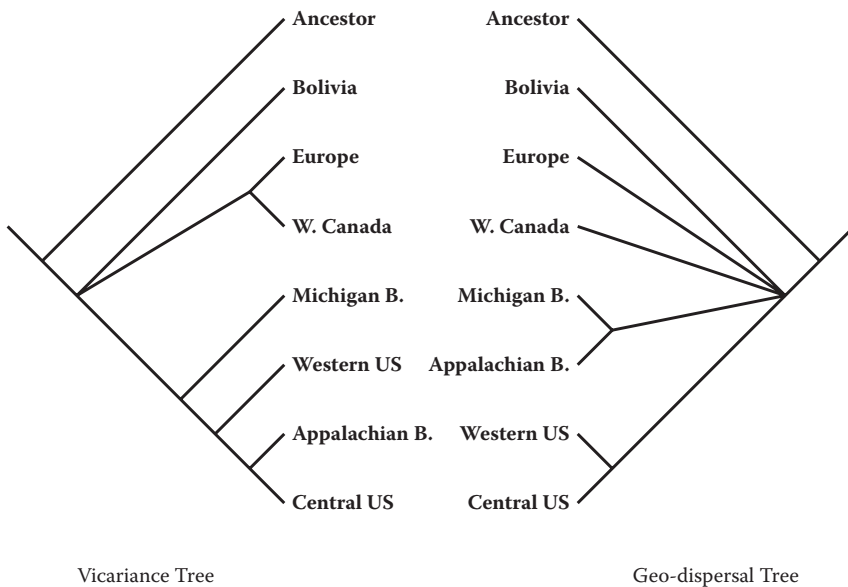 Ancestor Ancestor
Bolivia Bolivia
Europe Europe
W. Canada W. Canada
Michigan B. Michigan B.
Western US Appalachian B.
Appalachian B. Western US
Central US Central US
Vicariance Tree Geo-dispersal Tree